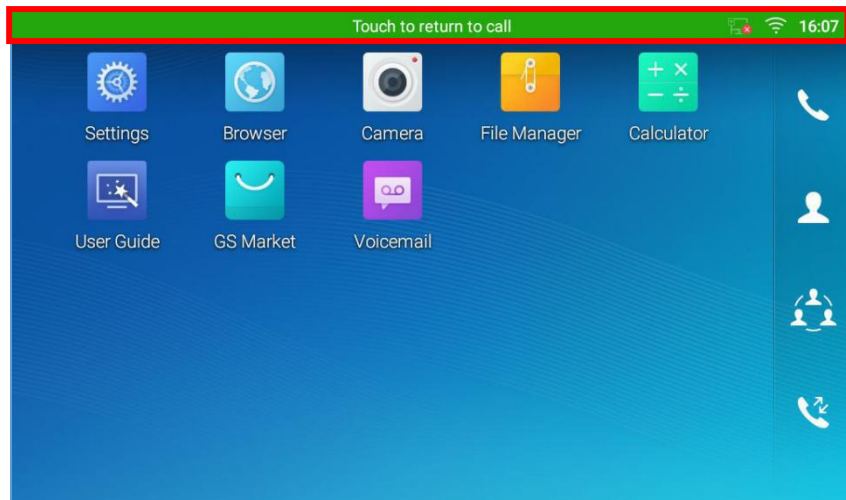 Touch to return to call 16:07
Settings Browser Camera File Manager Calculator
User Guide GS Market Voicemail